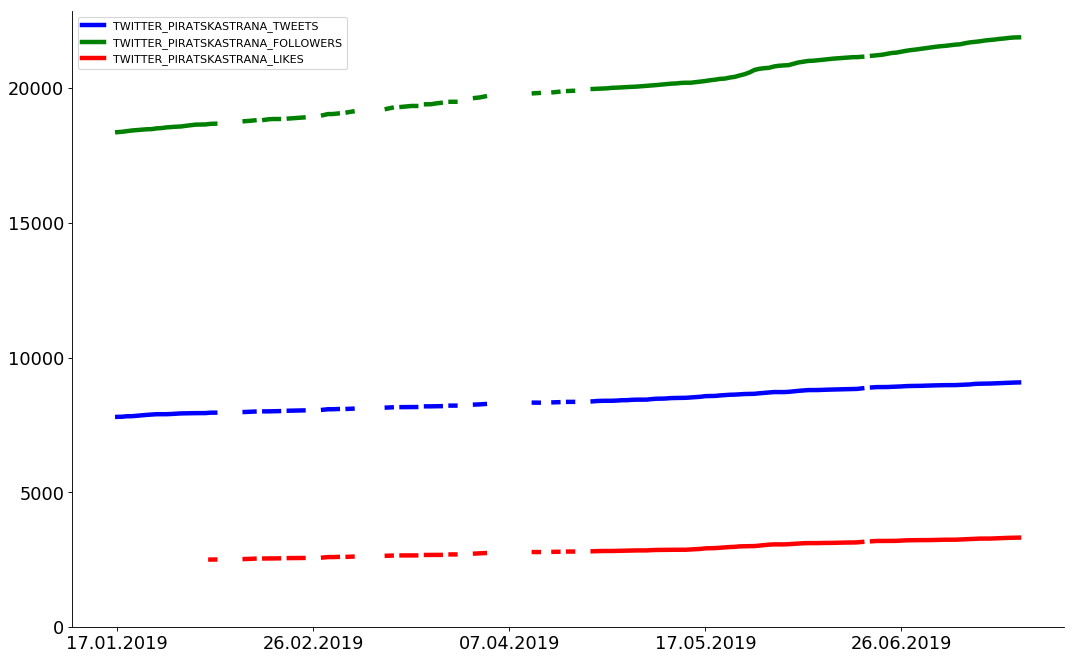 TWITTER_PIRATSKASTRANA_TWEETS
TWITTER_PIRATSKASTRANA_FOLLOWERS
TWITTER_PIRATSKASTRANA_LIKES
20000
15000
10000
5000
0
17.01.2019 26.02.2019 07.04.2019 17.05.2019 26.06.2019